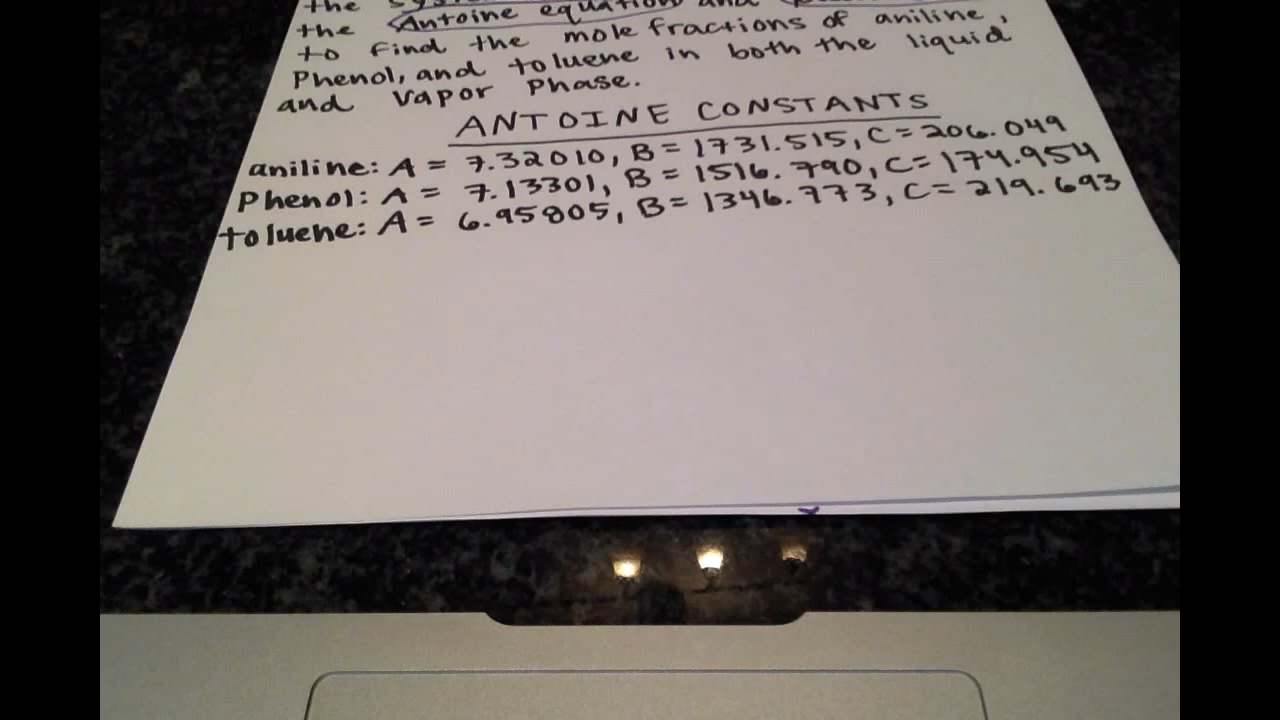 the
the Antoine equation and
to find the mole fractions of aniline,
Phenol, and toluene in both the liquid
and vapor phase.
ANTOINE CONSTANTS
aniline: A = 7.32010, B = 1731.515, C = 206.049
Phenol: A = 7.13301, B = 1516.790, C = 174.954
toluene: A = 6.95805, B = 1346.773, C = 219.693